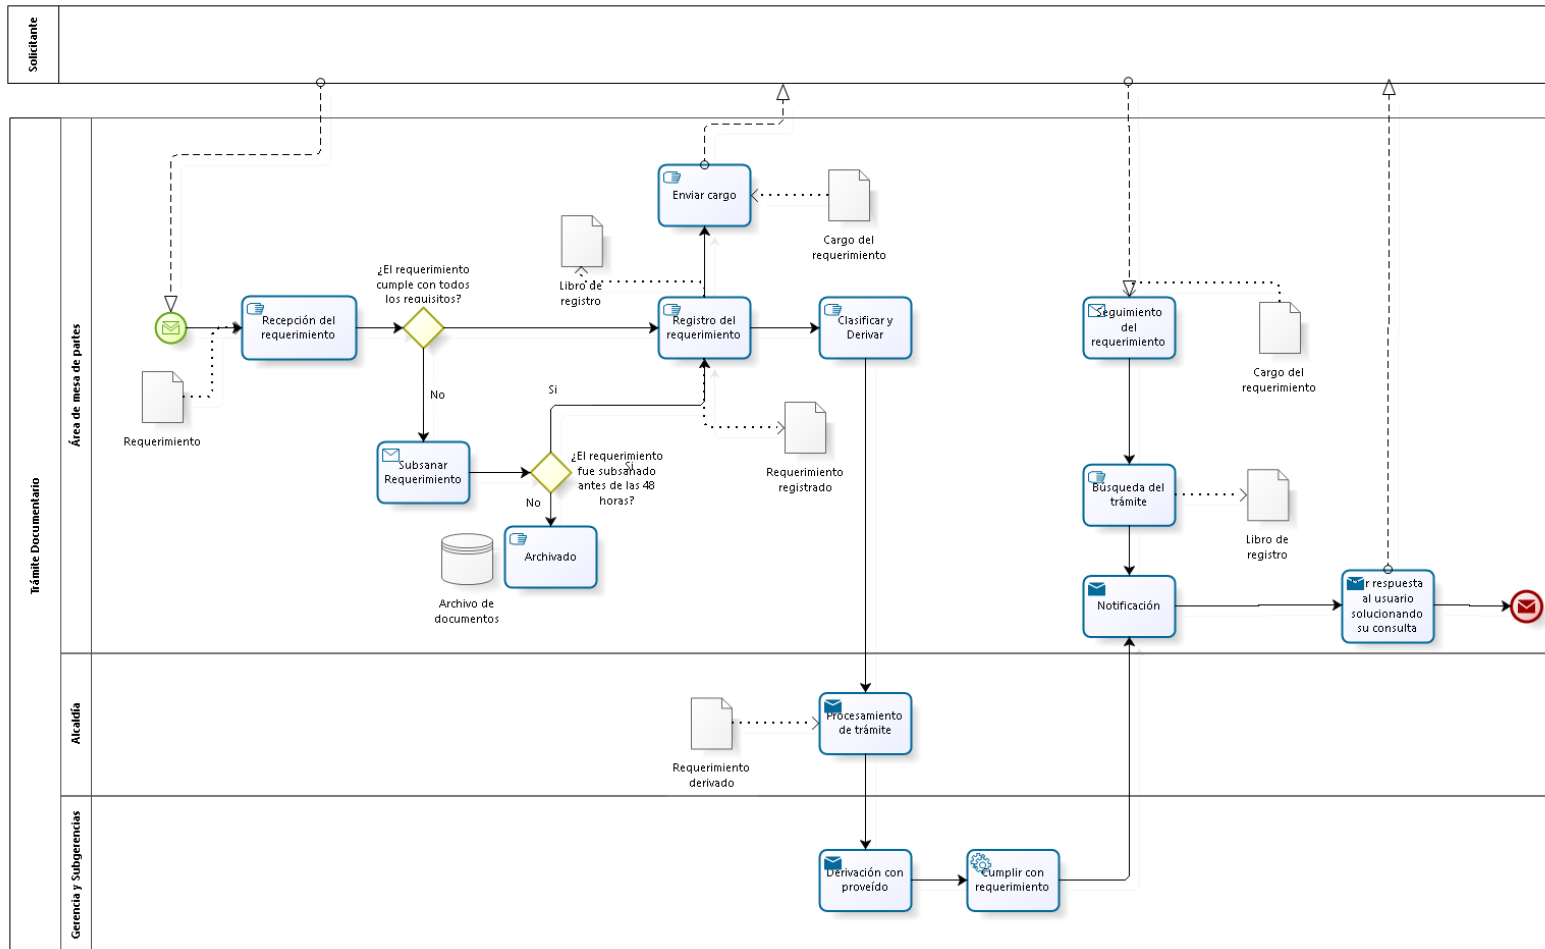 Solicitante
Trámite Documentario
Área de mesa de partes
Enviar cargo
Cargo del
requerimiento
¿El requerimiento
cumple con todos
los requisitos?
Libro de
registro
Recepción del
requerimiento
Registro del
requerimiento
Clasificar y
Derivar
Seguimiento
del
requerimiento
Cargo del
requerimiento
Requerimiento
No
Si
Subsanar
Requerimiento
¿El requerimiento
fue subsanado
antes de las 48
horas?
Si
No
Requerimiento
registrado
Búsqueda del
trámite
Libro de
registro
Archivado
Archivo de
documentos
Notificación
r respuesta
al usuario
solucionando
su consulta
Alcaldía
Procesamiento
de trámite
Requerimiento
derivado
Gerencia y Subgerencias
Derivación con
proveído
Cumplir con
requerimiento